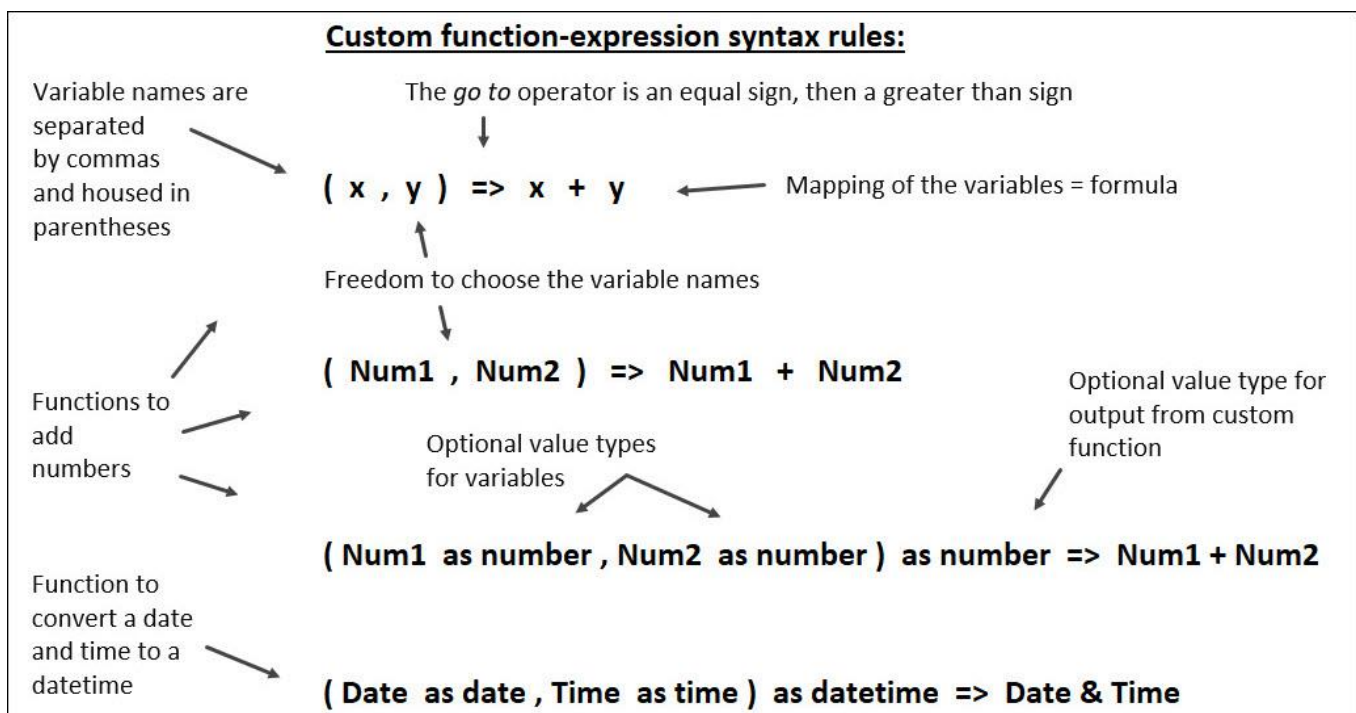 Custom function-expression syntax rules:
Variable names are
separated
by commas
and housed in
parentheses
The go to operator is an equal sign, then a greater than sign
( x , y ) => x + y
Mapping of the variables = formula
Freedom to choose the variable names
( Num1 , Num2 ) => Num1 + Num2
Functions to
add
numbers
Optional value types
for variables
Optional value type for
output from custom
function
( Num1 as number , Num2 as number ) as number => Num1 + Num2
Function to
convert a date
and time to a
datetime
( Date as date , Time as time ) as datetime => Date & Time